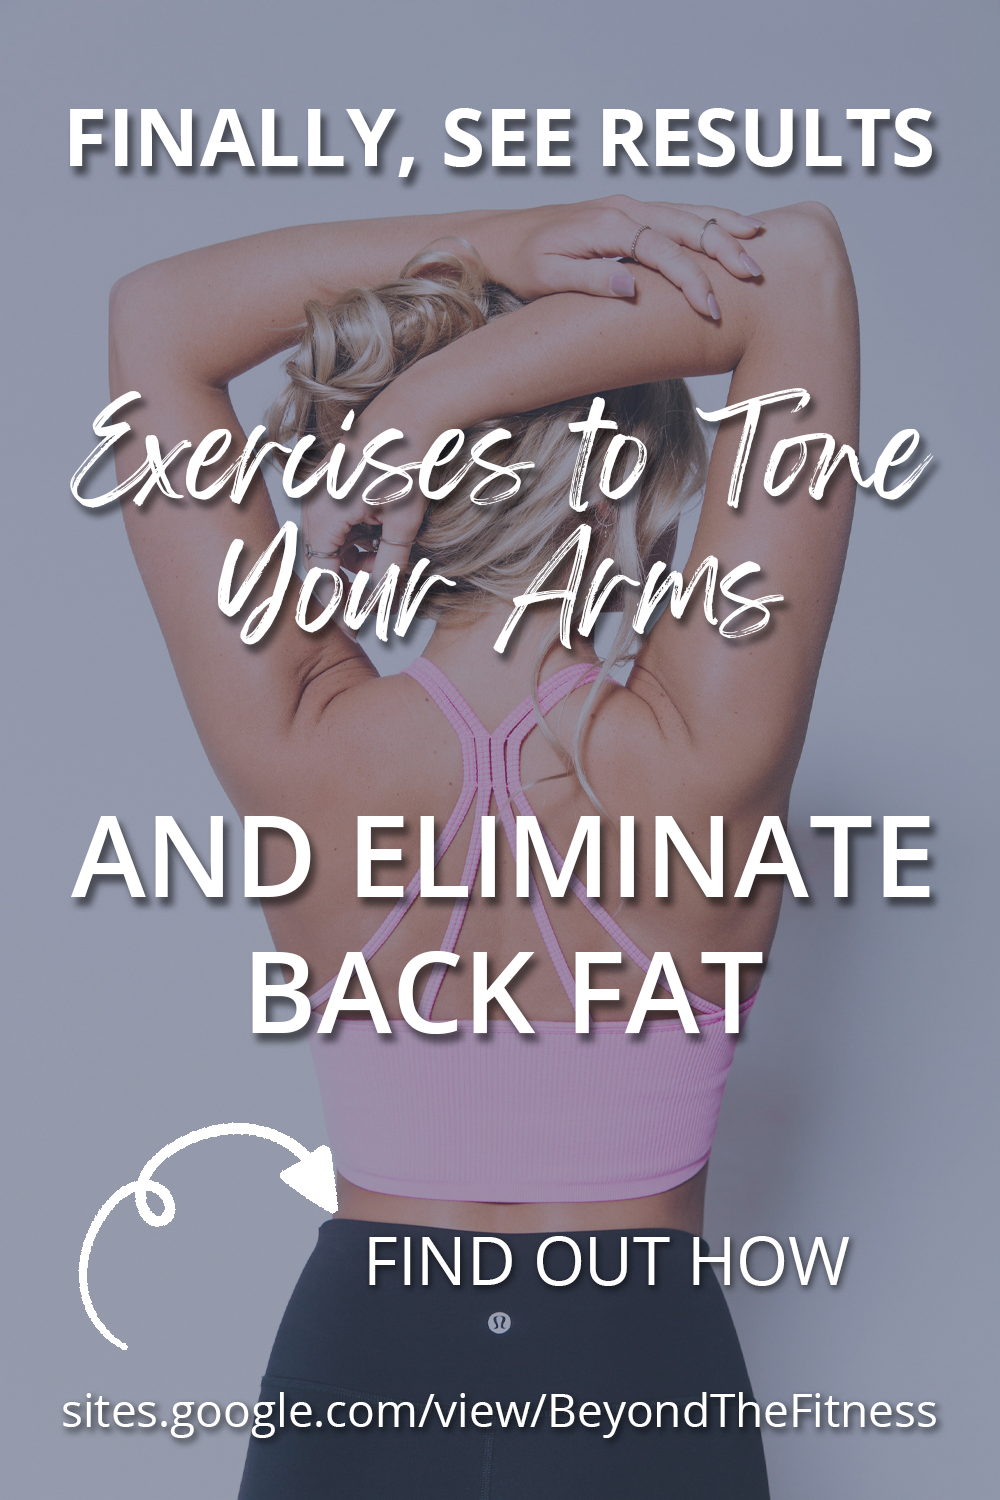 FINALLY, SEE RESULTS
Exercises to Tone
Your Arms
AND ELIMINATE
BACK FAT
FIND OUT HOW
sites.google.com/view/BeyondTheFitness